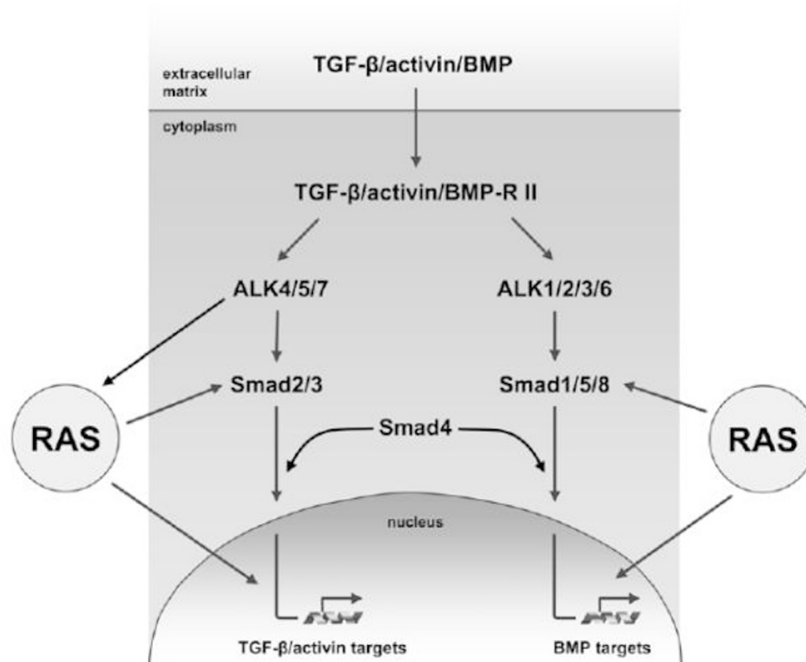 TGF-β/activin/BMP
extracellular
matrix
cytoplasm
TGF-β/activin/BMP-R II
ALK4/5/7
ALK1/2/3/6
Smad2/3
Smad1/5/8
RAS
Smad4
RAS
nucleus
TGF-β/activin targets
BMP targets